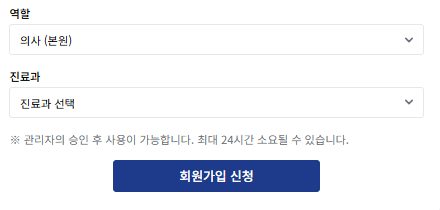 역할
의사 (본원)
진료과
진료과 선택
※ 관리자의 승인 후 사용이 가능합니다. 최대 24시간 소요될 수 있습니다.
회원가입 신청